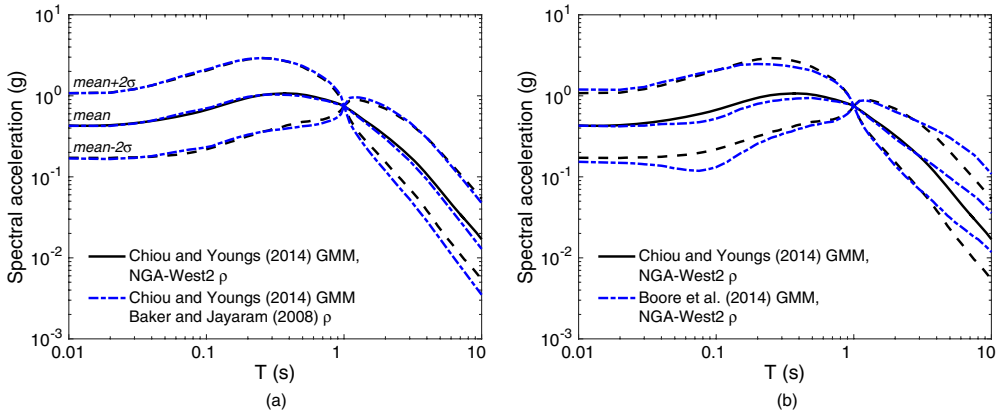 Spectral acceleration (g)
10^1
10^0
10^-1
10^-2
10^-3
mean+2σ
mean
mean-2σ
Chiou and Youngs (2014) GMM,
NGA-West2 ρ
Chiou and Youngs (2014) GMM
Baker and Jayaram (2008) ρ
0.01
0.1
1
10
T (s)
(a)
Spectral acceleration (g)
10^1
10^0
10^-1
10^-2
10^-3
Chiou and Youngs (2014) GMM,
NGA-West2 ρ
Boore et al. (2014) GMM,
NGA-West2 ρ
0.01
0.1
1
10
T (s)
(b)